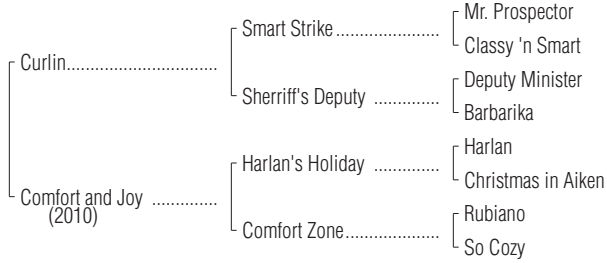 Mr. Prospector
Smart Strike ......................
Classy 'n Smart
Curlin................................
Deputy Minister
Sherriff's Deputy ..............
Barbarika
Harlan
Harlan's Holiday ..............
Christmas in Aiken
Comfort and Joy ..............
(2010)
Rubiano
Comfort Zone....................
So Cozy